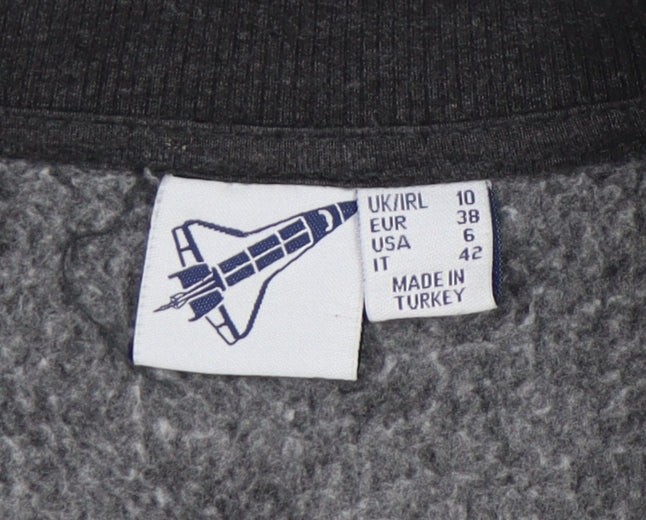 UK/IRL 10
EUR 38
USA 6
IT 42
MADE IN
TURKEY